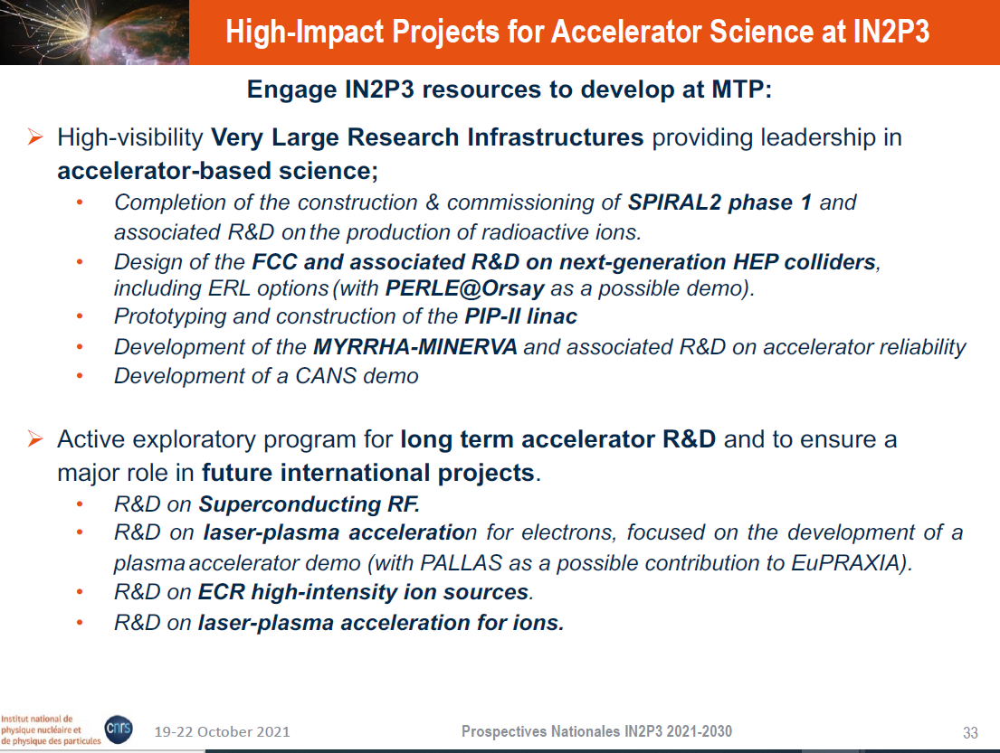 High-Impact Projects for Accelerator Science at IN2P3
Engage IN2P3 resources to develop at MTP:
➢ High-visibility Very Large Research Infrastructures providing leadership in
accelerator-based science;
• Completion of the construction & commissioning of SPIRAL2 phase 1 and
associated R&D on the production of radioactive ions.
• Design of the FCC and associated R&D on next-generation HEP colliders,
including ERL options (with PERLE@Orsay as a possible demo).
• Prototyping and construction of the PIP-II linac
• Development of the MYRRHA-MINERVA and associated R&D on accelerator reliability
• Development of a CANS demo
➢ Active exploratory program for long term accelerator R&D and to ensure a
major role in future international projects.
• R&D on Superconducting RF.
• R&D on laser-plasma acceleration for electrons, focused on the development of a
plasma accelerator demo (with PALLAS as a possible contribution to EuPRAXIA).
• R&D on ECR high-intensity ion sources.
• R&D on laser-plasma acceleration for ions.
Institut national de
physique nucléaire et
de physique des particules
cnrs
19-22 October 2021
Prospectives Nationales IN2P3 2021-2030
33